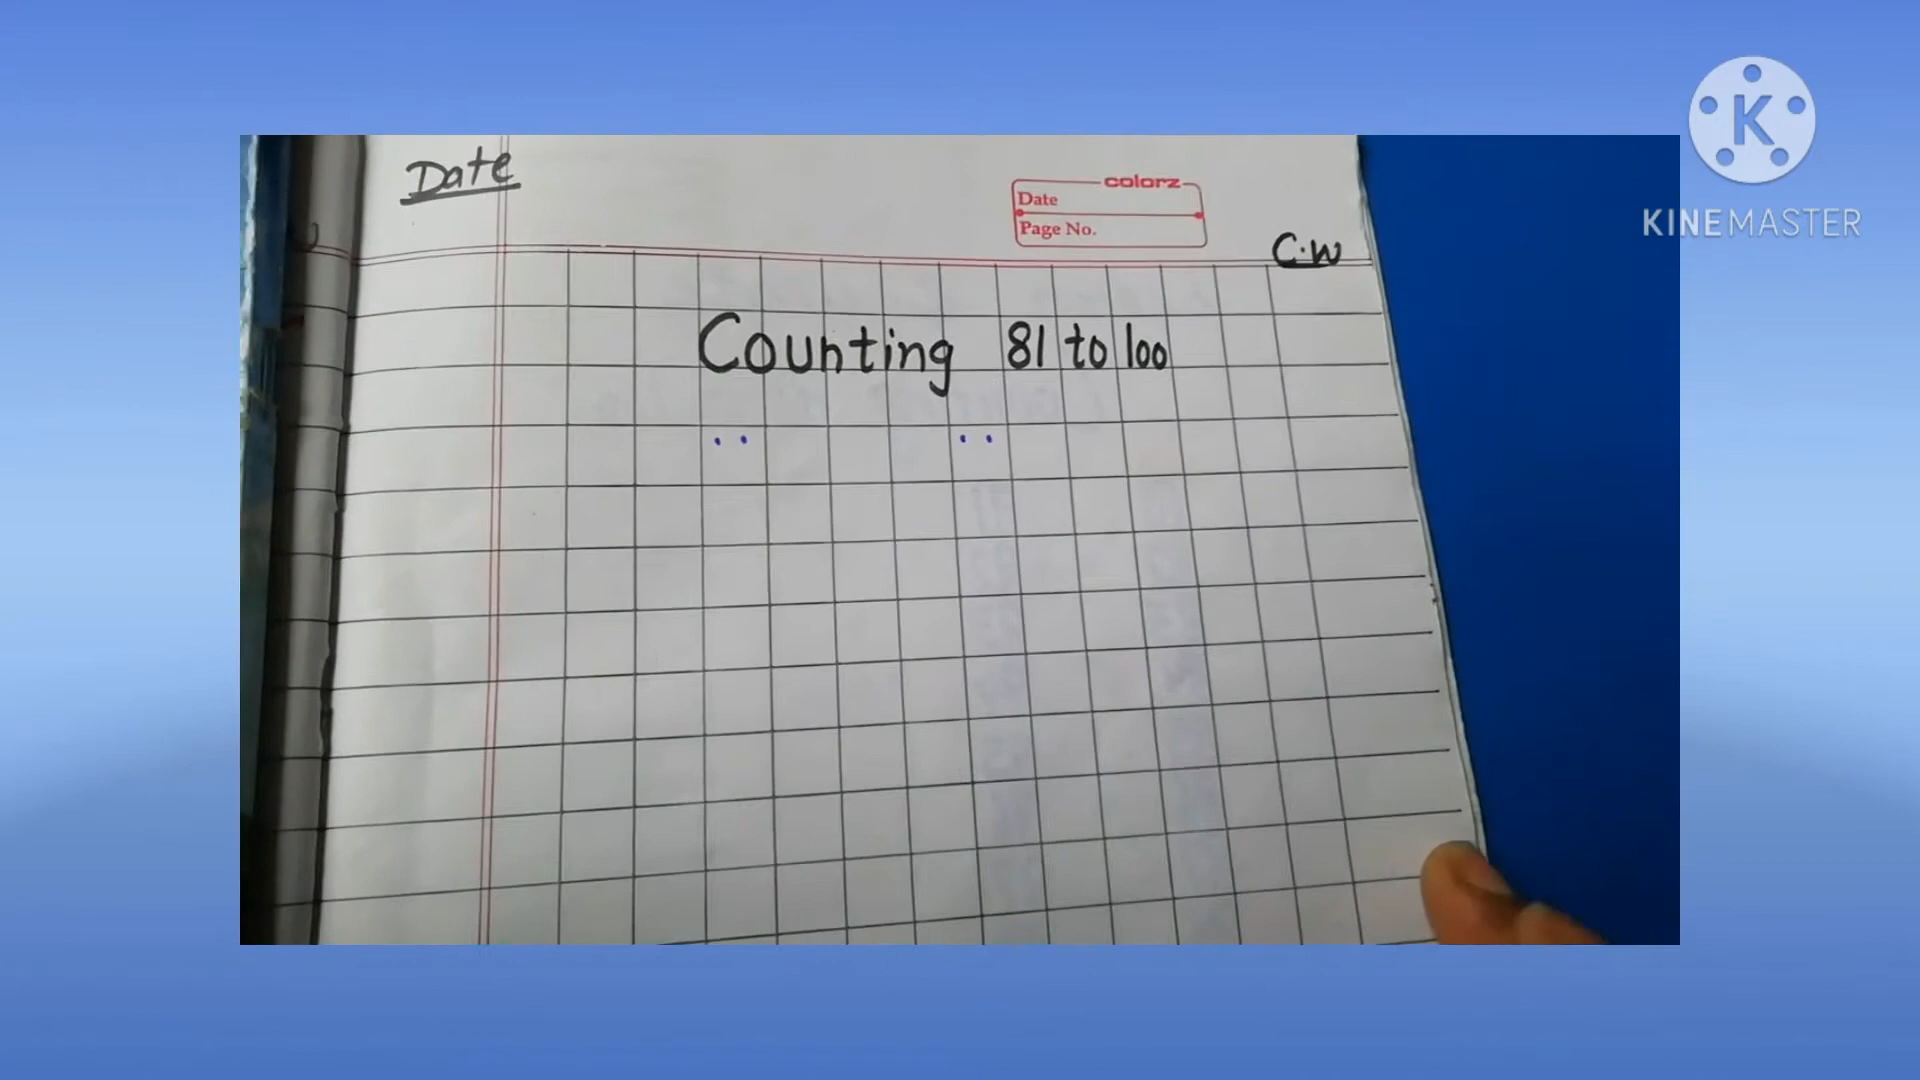 Date
colorz
Date
Page No.
C.W
Counting 81 to 100
KINEMASTER